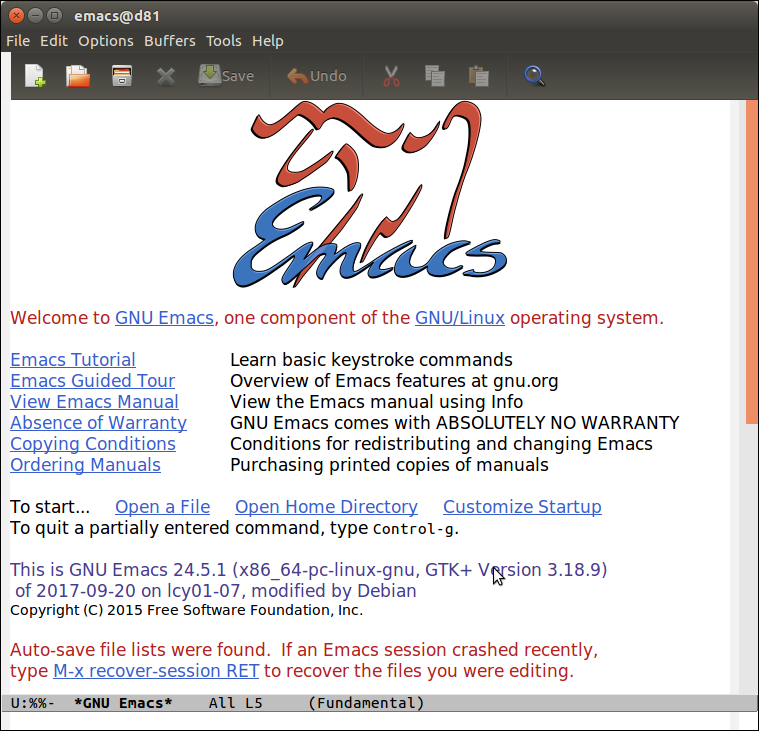 emacs@d81
File Edit Options Buffers Tools Help
Save Undo
Emacs
Welcome to GNU Emacs, one component of the GNU/Linux operating system.
Emacs Tutorial Learn basic keystroke commands
Emacs Guided Tour Overview of Emacs features at gnu.org
View Emacs Manual View the Emacs manual using Info
Absence of Warranty GNU Emacs comes with ABSOLUTELY NO WARRANTY
Copying Conditions Conditions for redistributing and changing Emacs
Ordering Manuals Purchasing printed copies of manuals
To start... Open a File Open Home Directory Customize Startup
To quit a partially entered command, type Control-g.
This is GNU Emacs 24.5.1 (x86_64-pc-linux-gnu, GTK+ Version 3.18.9)
of 2017-09-20 on lcy01-07, modified by Debian
Copyright (C) 2015 Free Software Foundation, Inc.
Auto-save file lists were found. If an Emacs session crashed recently,
type M-x recover-session RET to recover the files you were editing.
U:%%- *GNU Emacs* All L5 (Fundamental)